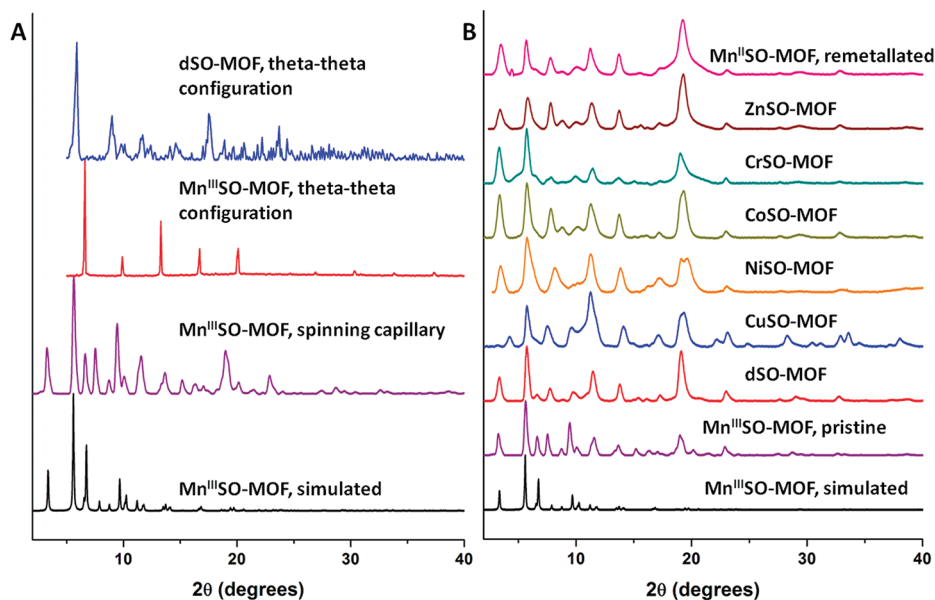 A
dSO-MOF, theta-theta
configuration
MnᴵᴵᴵSO-MOF, theta-theta
configuration
MnᴵᴵᴵSO-MOF, spinning capillary
MnᴵᴵᴵSO-MOF, simulated
10 20 30 40
2θ (degrees)
B
MnᴵᴵSO-MOF, remetallated
ZnSO-MOF
CrSO-MOF
CoSO-MOF
NiSO-MOF
CuSO-MOF
dSO-MOF
MnᴵᴵᴵSO-MOF, pristine
MnᴵᴵᴵSO-MOF, simulated
10 20 30 40
2θ (degrees)